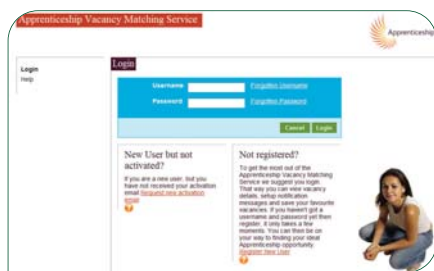 Apprenticeship Vacancy Matching Service
Apprenticeship
Login
Help
Login
Username
Forgotten Username
Password
Forgotten Password
Cancel Login
New User but not
activated?
If you are a new user, but you
have not received your activation
email Request new activation
email
?
Not registered?
To get the most out of the
Apprenticeship Vacancy Matching
Service we suggest you login.
That way you can view vacancy
details, setup notification
messages and save your favourite
vacancies. If you haven't got a
username and password yet then
register, it only takes a few
moments. You can then be on
your way to finding your ideal
Apprenticeship opportunity.
Register New User
?